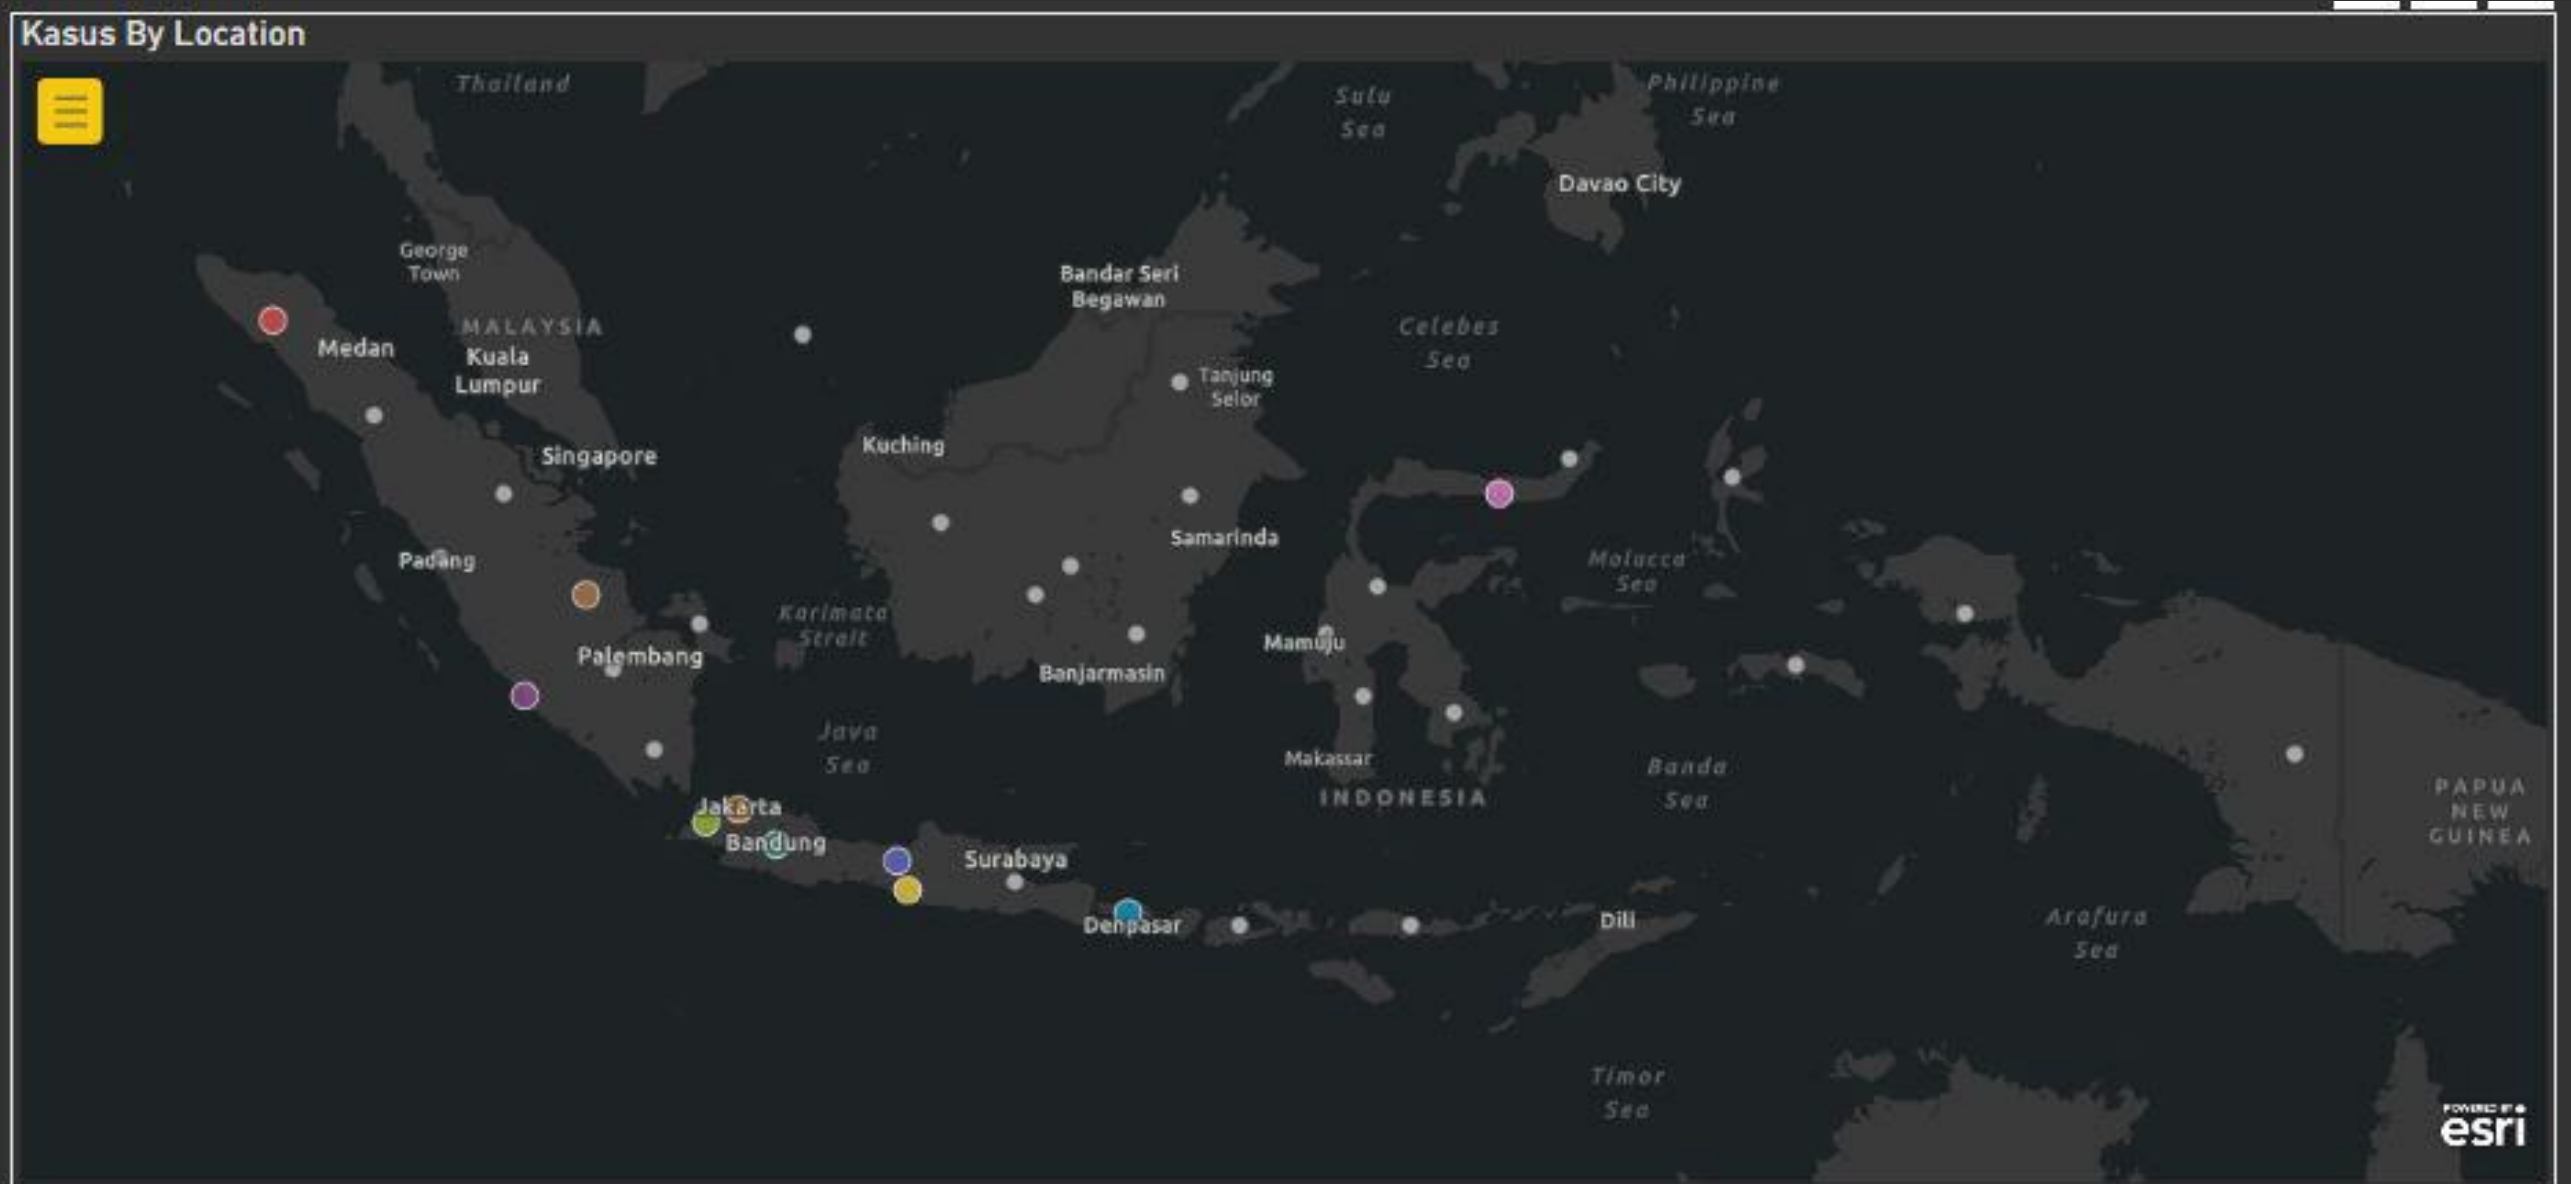 Kasus By Location
Thailand
Sulu
Sea
Philippine
Sea
Davao City
George
Town
Bandar Seri
Begawan
MALAYSIA
Celebes
Sea
Medan
Kuala
Lumpur
Tanjung
Selor
Kuching
Singapore
Samarinda
Padang
Molucca
Sea
Karimata
Strait
Mamuju
Palembang
Banjarmasin
Java
Sea
Makassar
Banda
Sea
INDONESIA
PAPUA
NEW
GUINEA
Jakarta
Bandung
Surabaya
Denpasar
Dili
Arafura
Sea
Timor
Sea
POWERED BY
esri